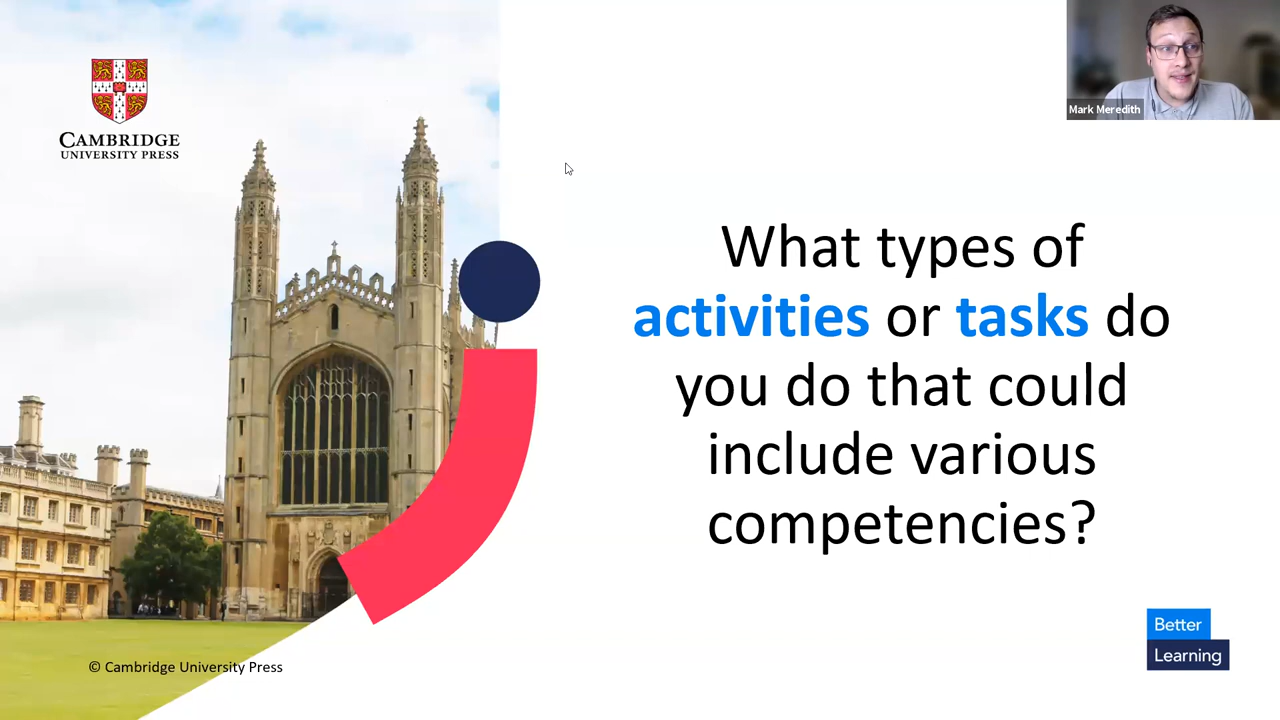 CAMBRIDGE
UNIVERSITY PRESS
Mark Meredith
What types of
activities or tasks do
you do that could
include various
competencies?
Better
Learning
© Cambridge University Press